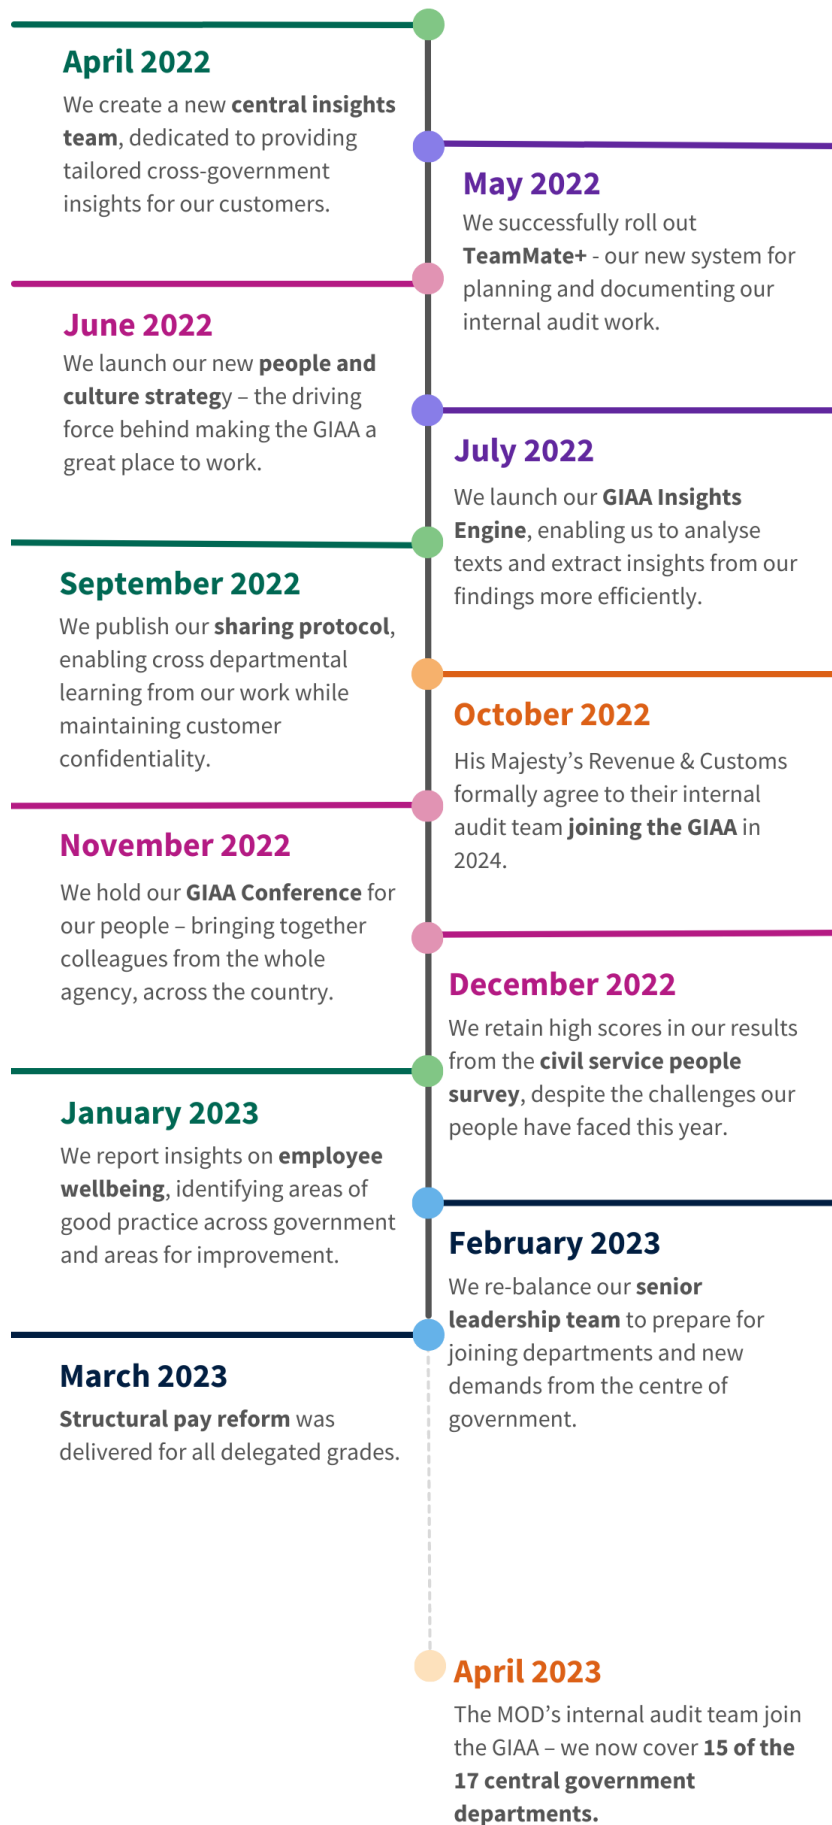 April 2022
We create a new central insights
team, dedicated to providing
tailored cross-government
insights for our customers.
May 2022
We successfully roll out
TeamMate+ - our new system for
planning and documenting our
internal audit work.
June 2022
We launch our new people and
culture strategy – the driving
force behind making the GIAA a
great place to work.
July 2022
We launch our GIAA Insights
Engine, enabling us to analyse
texts and extract insights from our
findings more efficiently.
September 2022
We publish our sharing protocol,
enabling cross departmental
learning from our work while
maintaining customer
confidentiality.
October 2022
His Majesty’s Revenue & Customs
formally agree to their internal
audit team joining the GIAA in
2024.
November 2022
We hold our GIAA Conference for
our people – bringing together
colleagues from the whole
agency, across the country.
December 2022
We retain high scores in our results
from the civil service people
survey, despite the challenges our
people have faced this year.
January 2023
We report insights on employee
wellbeing, identifying areas of
good practice across government
and areas for improvement.
February 2023
We re-balance our senior
leadership team to prepare for
joining departments and new
demands from the centre of
government.
March 2023
Structural pay reform was
delivered for all delegated grades.
April 2023
The MOD’s internal audit team join
the GIAA – we now cover 15 of the
17 central government
departments.